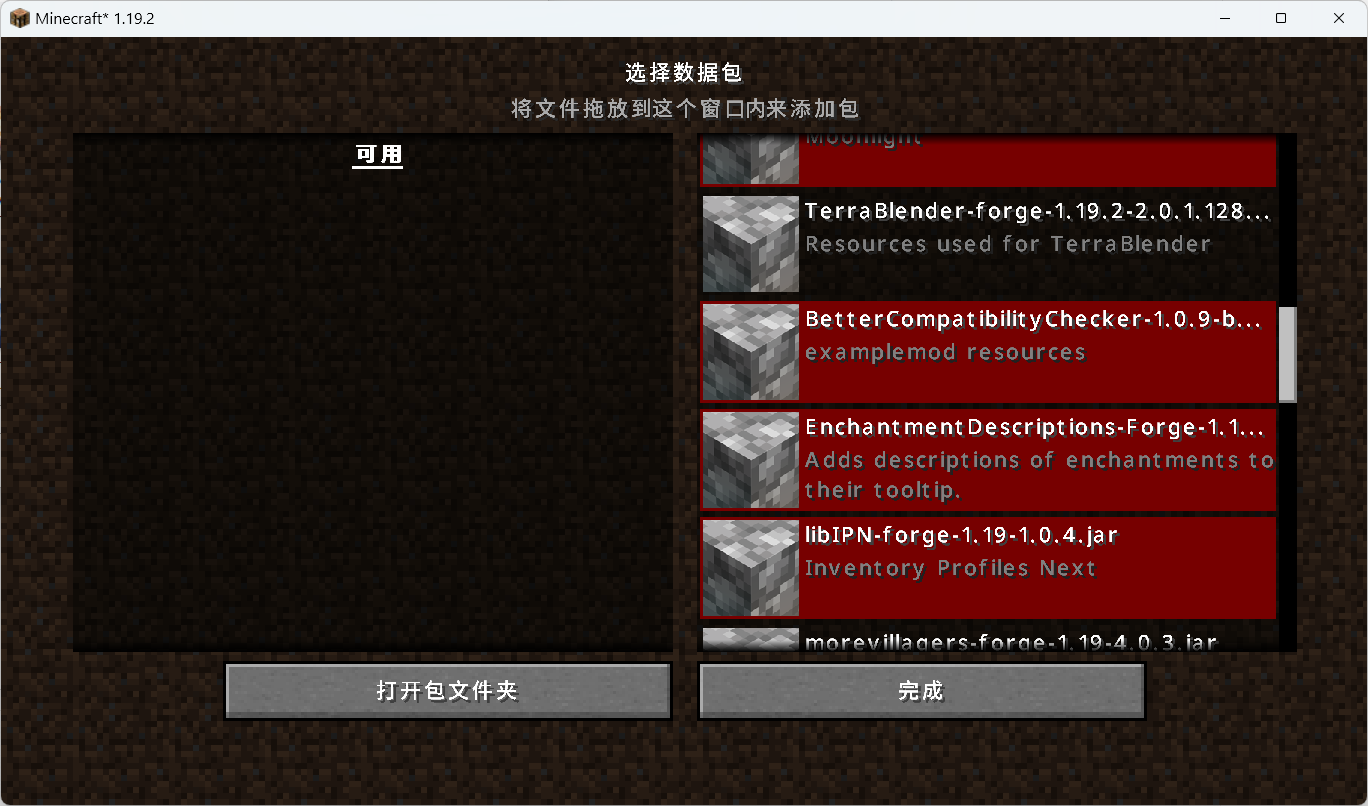 Minecraft* 1.19.2
选择数据包
将文件拖放到这个窗口内来添加包
可用
Moonlight
TerraBlender-forge-1.19.2-2.0.1.128...
Resources used for TerraBlender
BetterCompatibilityChecker-1.0.9-b...
examplemod resources
EnchantmentDescriptions-Forge-1.1...
Adds descriptions of enchantments to
their tooltip.
libIPN-forge-1.19-1.0.4.jar
Inventory Profiles Next
morevillagers-forge-1.19-4.0.3.jar
打开包文件夹
完成